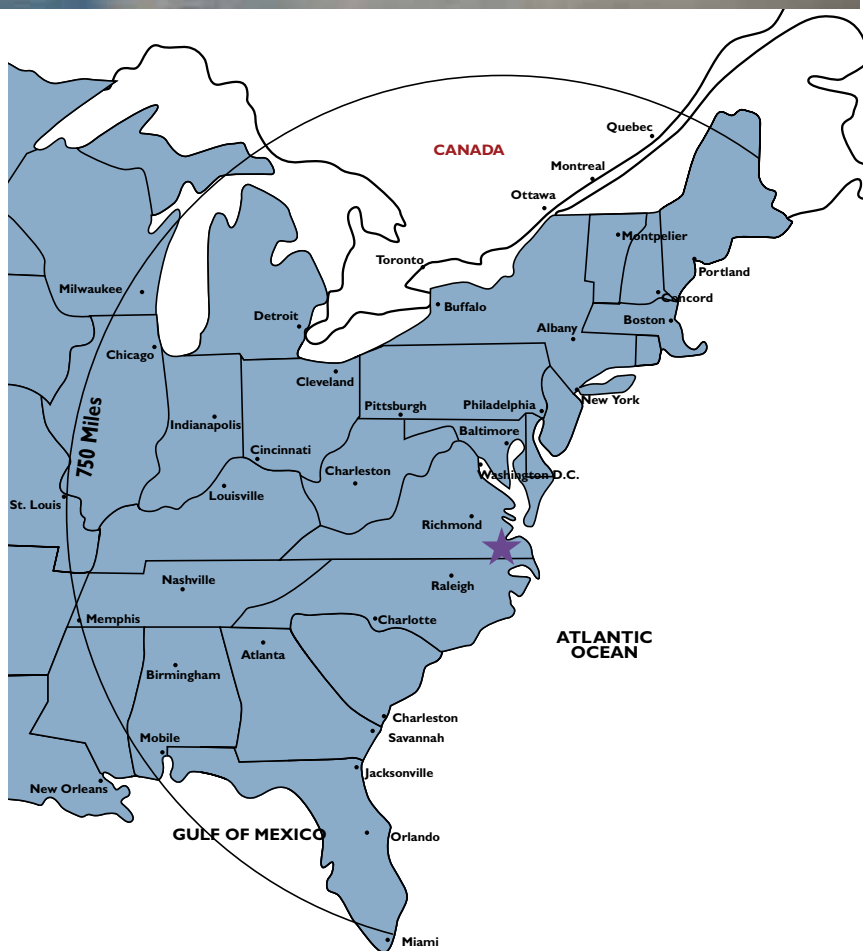 Quebec
CANADA
Montreal
Ottawa
Montpelier
Toronto
Portland
Milwaukee
Concord
Buffalo
Detroit
Boston
Albany
Chicago
Cleveland
New York
Pittsburgh
Philadelphia
Indianapolis
Baltimore
750 Miles
Cincinnati
Charleston
Washington D.C.
Louisville
St. Louis
Richmond
Nashville
Raleigh
Memphis
Charlotte
ATLANTIC
OCEAN
Atlanta
Birmingham
Charleston
Savannah
Mobile
Jacksonville
New Orleans
GULF OF MEXICO
Orlando
Miami